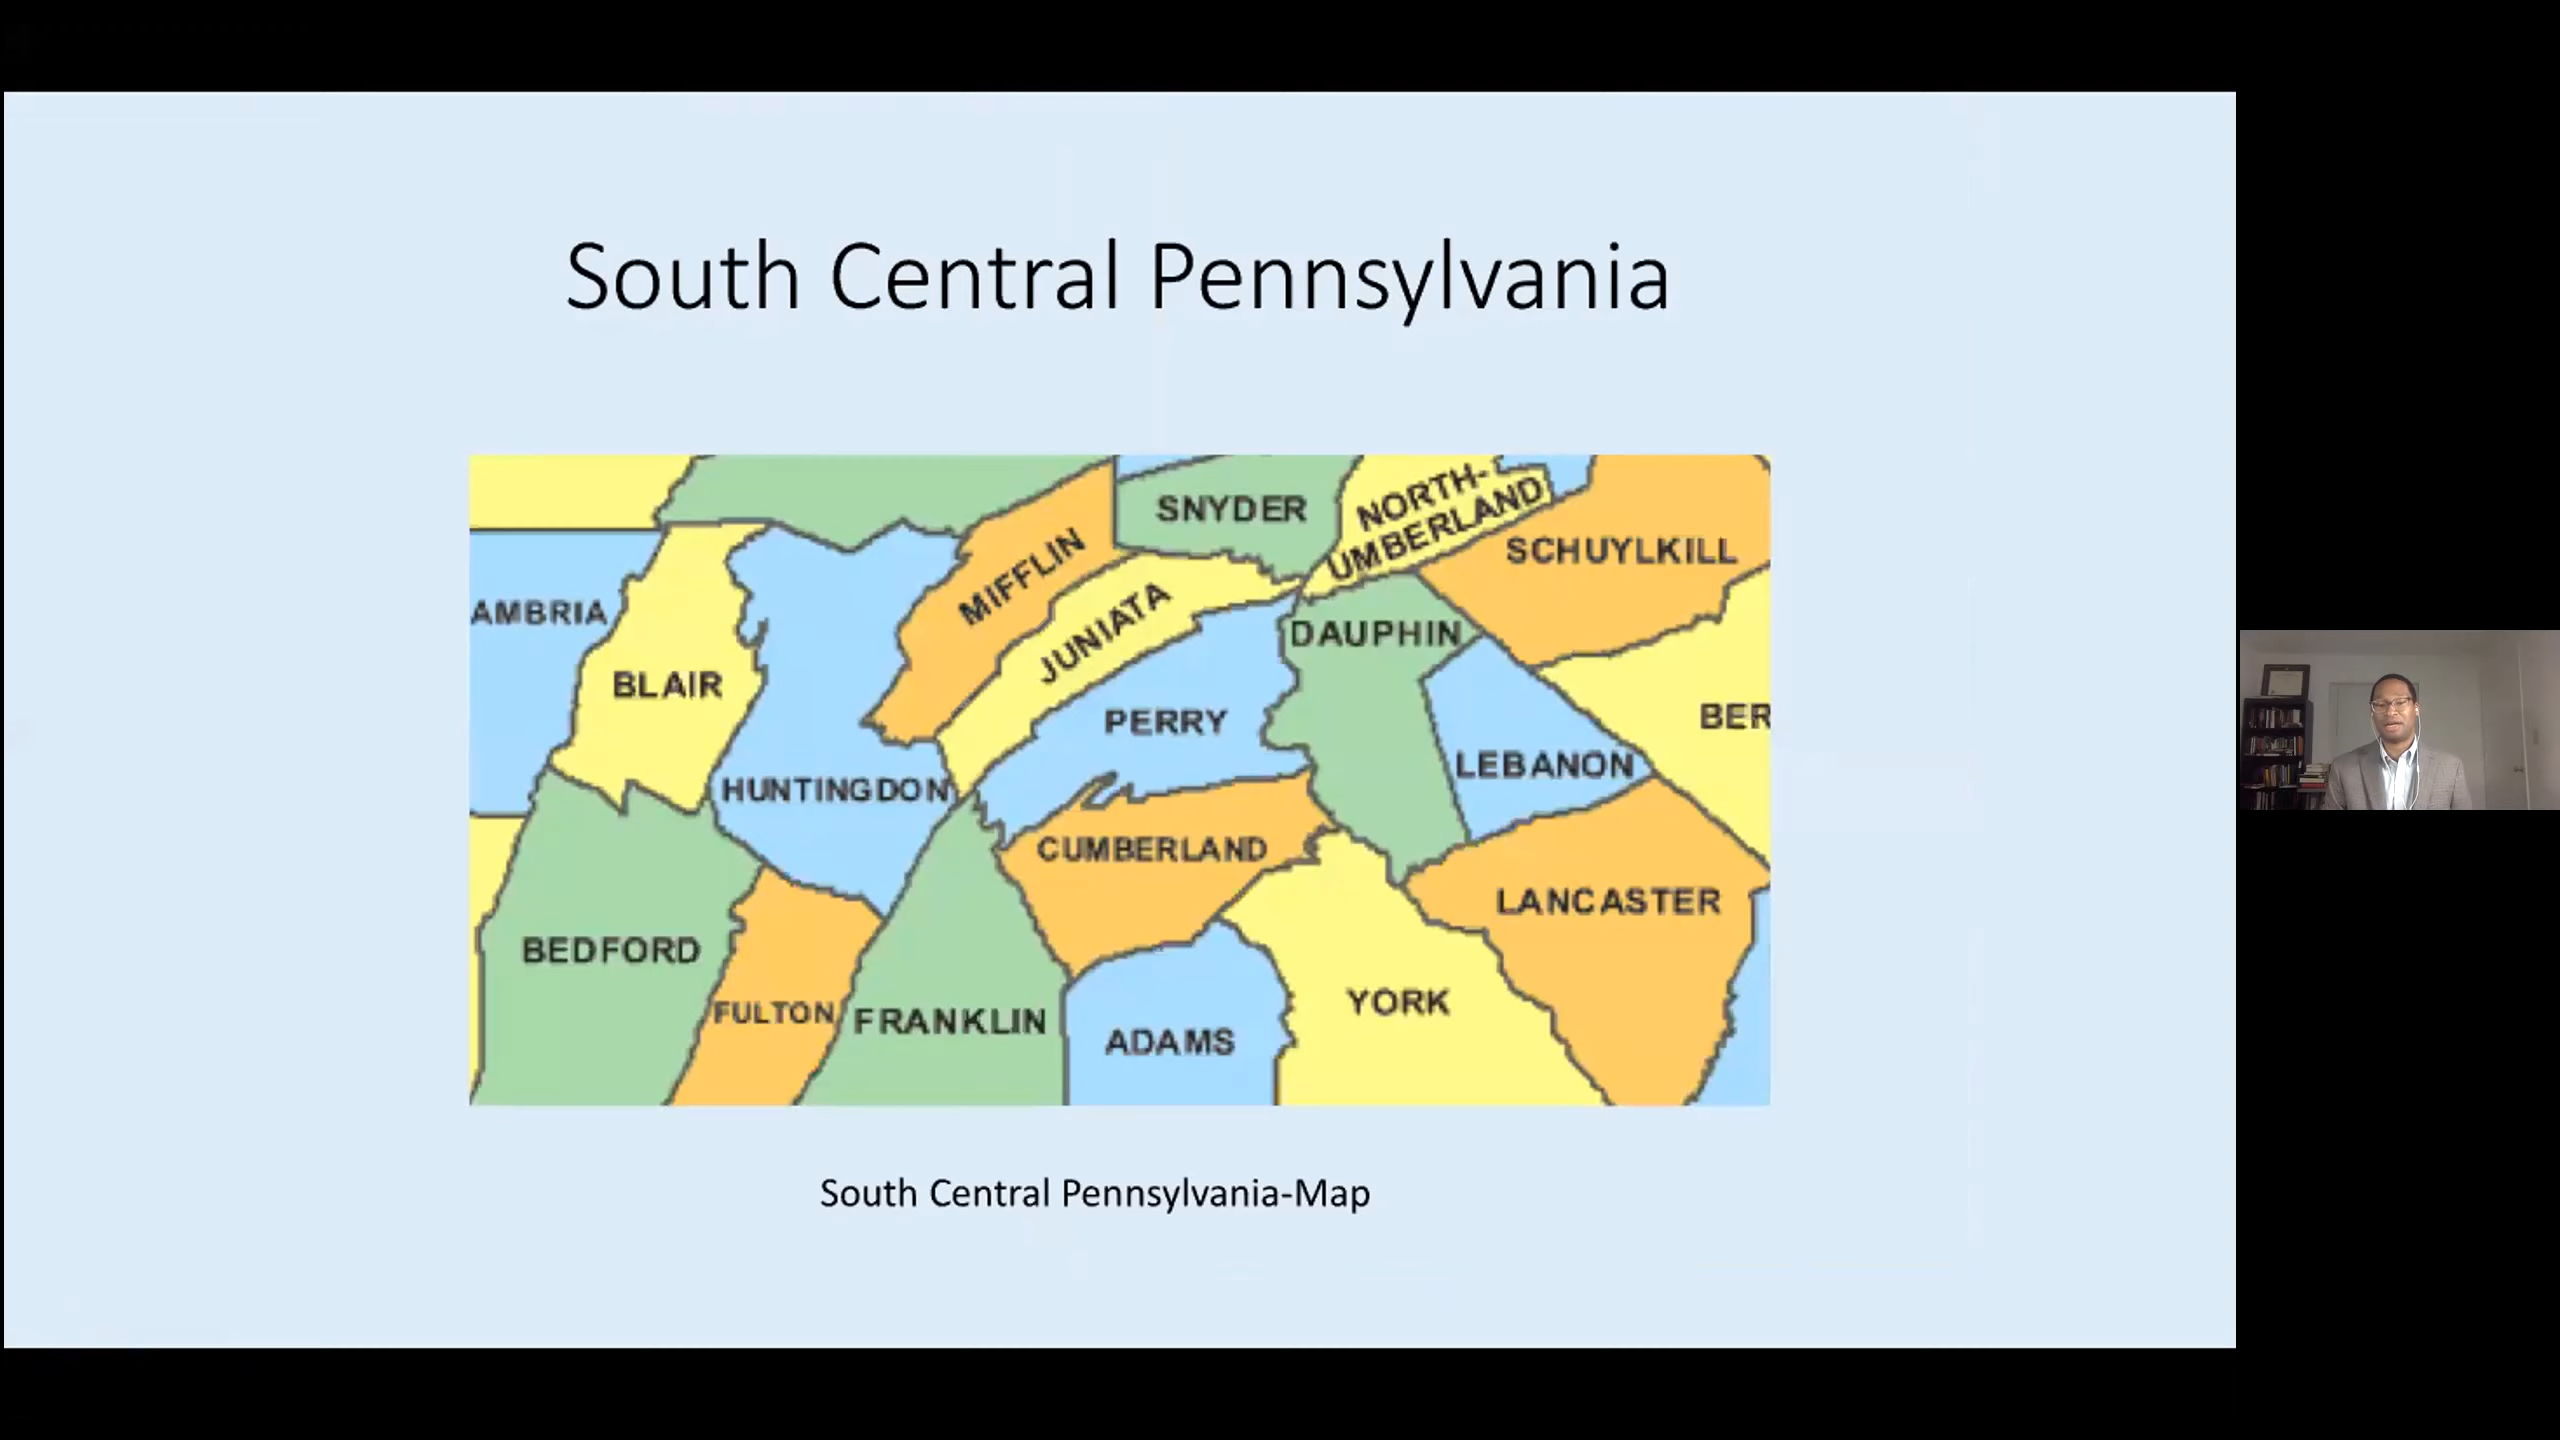 South Central Pennsylvania
SNYDER
NORTH-
UMBERLAND
SCHUYLKILL
MIFFLIN
AMBRIA
JUNIATA
DAUPHIN
BLAIR
PERRY
BER
LEBANON
HUNTINGDON
CUMBERLAND
LANCASTER
BEDFORD
YORK
FULTON
FRANKLIN
ADAMS
South Central Pennsylvania-Map